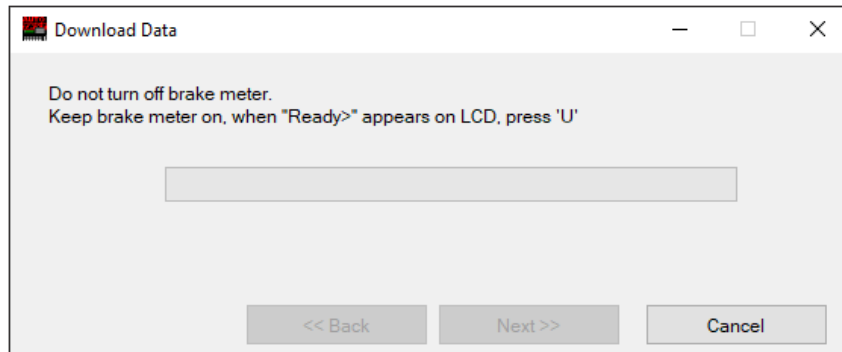 Download Data
Do not turn off brake meter.
Keep brake meter on, when "Ready>" appears on LCD, press 'U'
<< Back
Next >>
Cancel